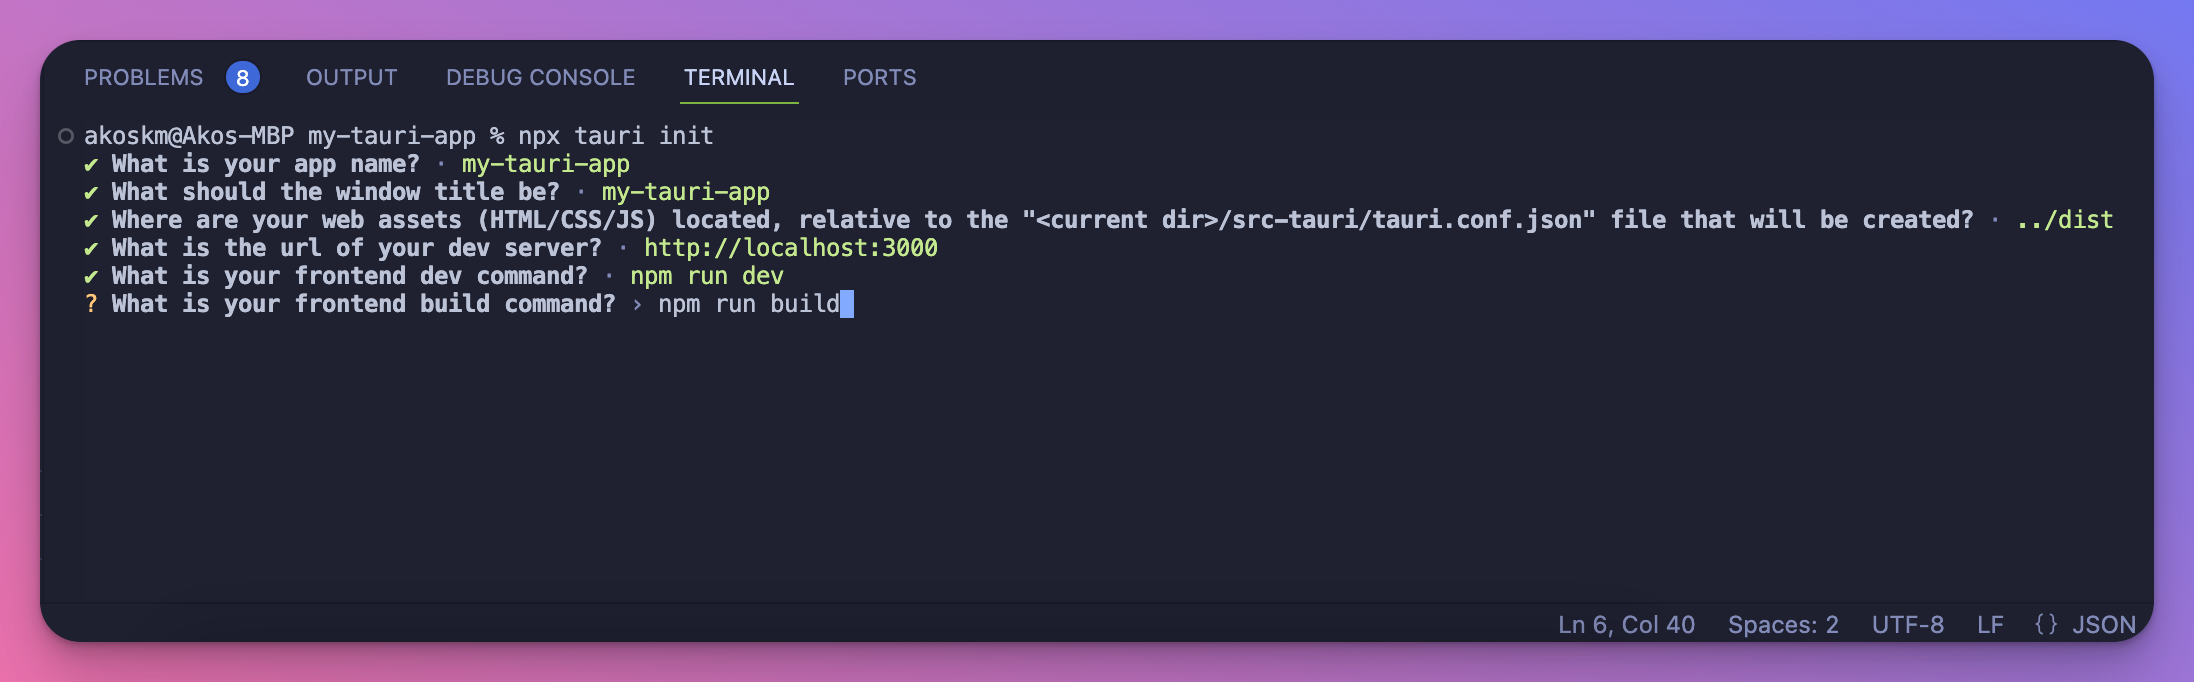 PROBLEMS 8 OUTPUT DEBUG CONSOLE TERMINAL PORTS
akoskm@Akos-MBP my-tauri-app % npx tauri init
✔ What is your app name? · my-tauri-app
✔ What should the window title be? · my-tauri-app
✔ Where are your web assets (HTML/CSS/JS) located, relative to the "<current dir>/src-tauri/tauri.conf.json" file that will be created? · ../dist
✔ What is the url of your dev server? · http://localhost:3000
✔ What is your frontend dev command? · npm run dev
? What is your frontend build command? › npm run build
Ln 6, Col 40 Spaces: 2 UTF-8 LF {} JSON